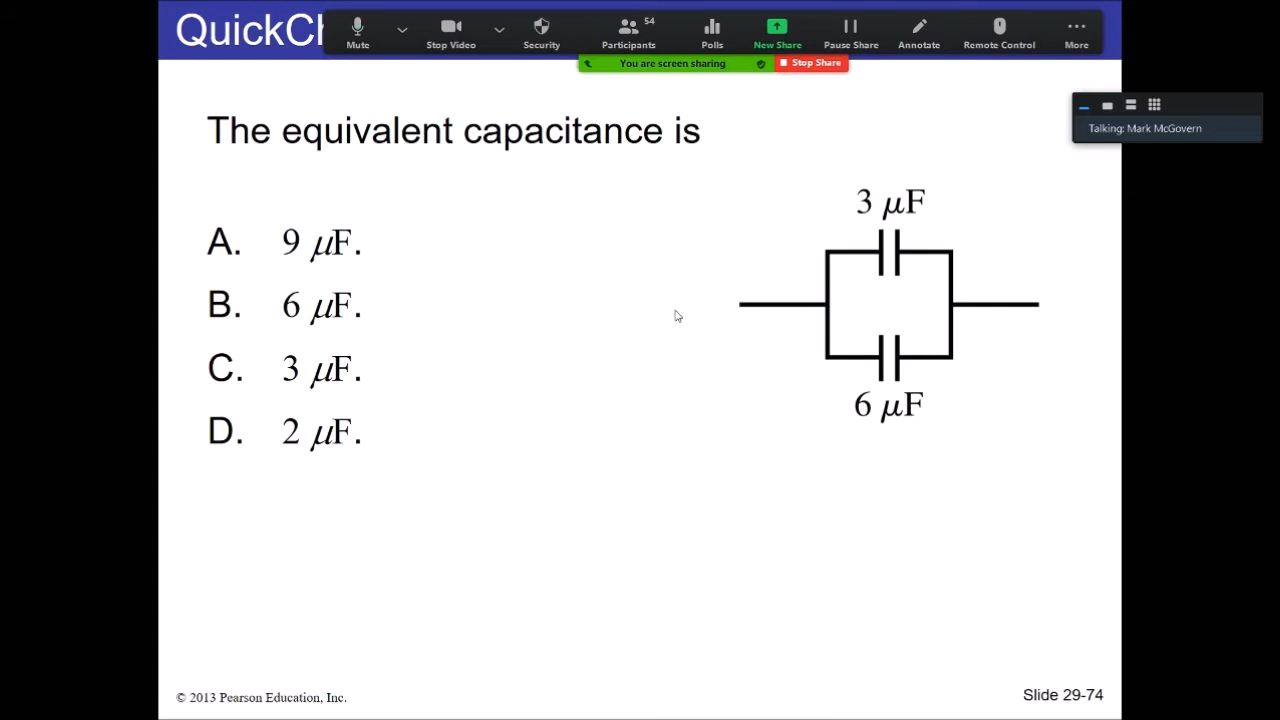 QuickCh
Mute
Stop Video
Security
54
Participants
Polls
New Share
Pause Share
Annotate
Remote Control
More
You are screen sharing
Stop Share
Talking: Mark McGovern
The equivalent capacitance is
3 μF
A. 9 μF.
B. 6 μF.
C. 3 μF.
6 μF
D. 2 μF.
© 2013 Pearson Education, Inc.
Slide 29-74